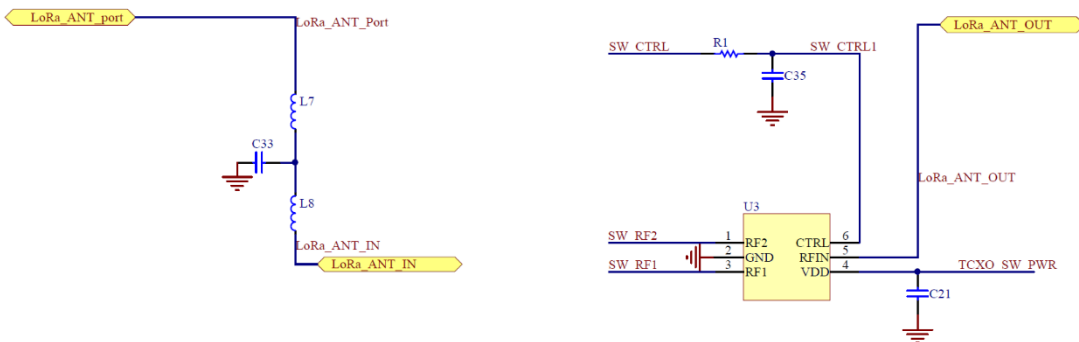 LoRa_ANT_port
LoRa_ANT_Port
L7
C33
L8
LoRa_ANT_IN
LoRa_ANT_IN
LoRa_ANT_OUT
SW_CTRL
R1
SW_CTRL1
C35
LoRa_ANT_OUT
U3
SW_RF2
1
RF2
CTRL
6
2
GND
RFIN
5
SW_RF1
3
RF1
VDD
4
TCXO_SW_PWR
C21